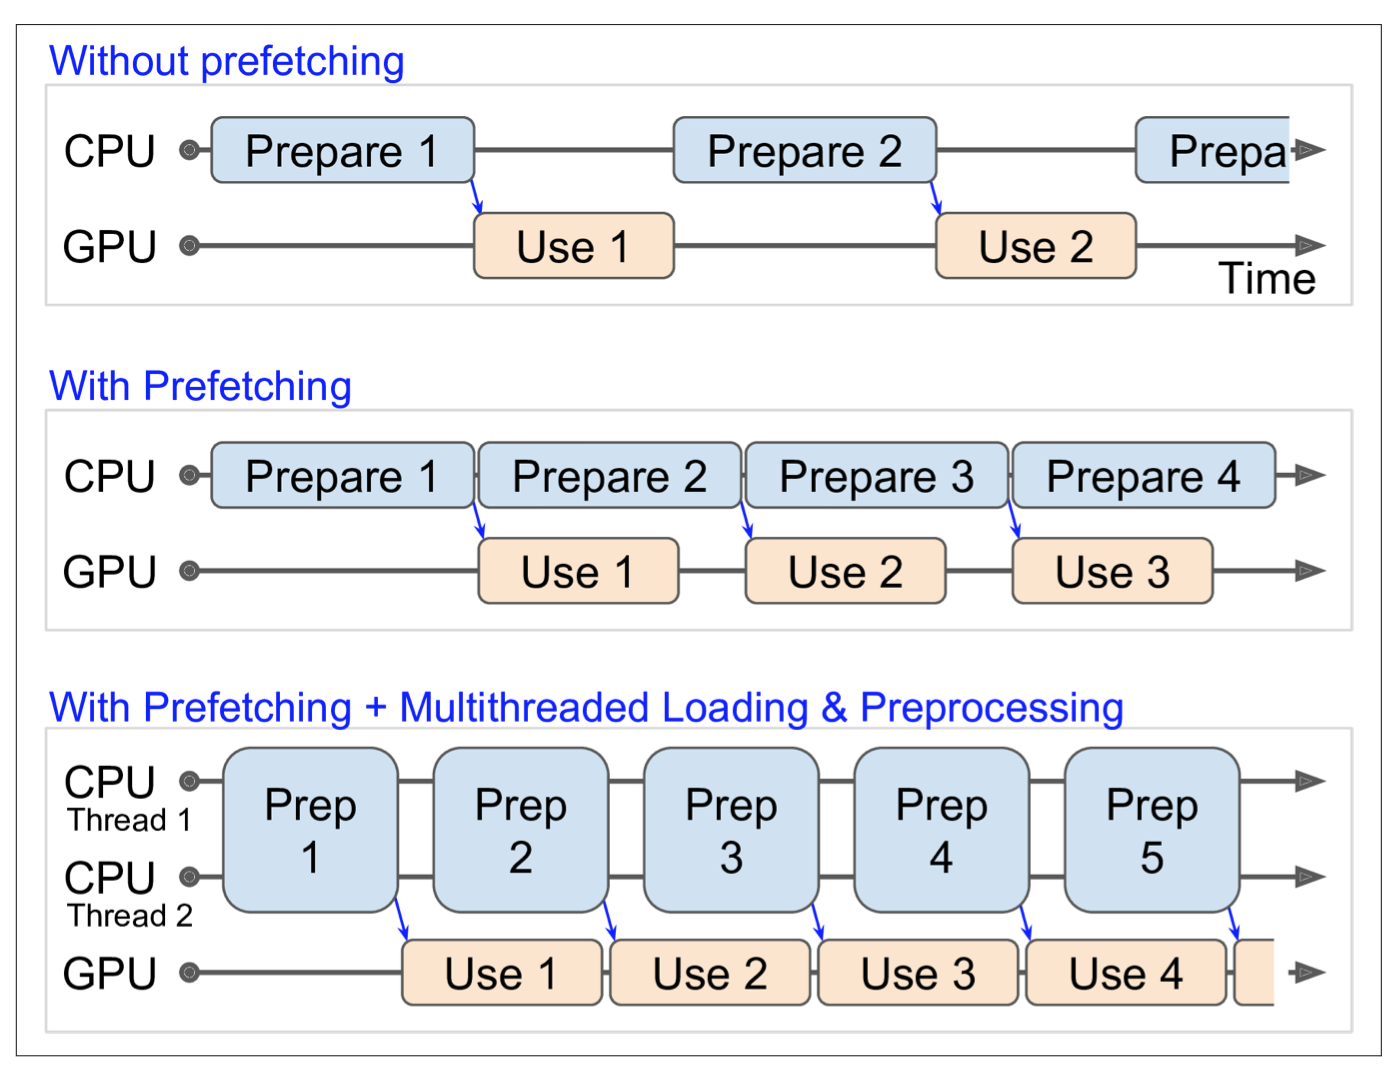 Without prefetching
CPU Prepare 1 Prepare 2 Prepa
GPU Use 1 Use 2
Time
With Prefetching
CPU Prepare 1 Prepare 2 Prepare 3 Prepare 4
GPU Use 1 Use 2 Use 3
With Prefetching + Multithreaded Loading & Preprocessing
CPU
Thread 1
CPU
Thread 2
Prep
1
Prep
2
Prep
3
Prep
4
Prep
5
GPU Use 1 Use 2 Use 3 Use 4